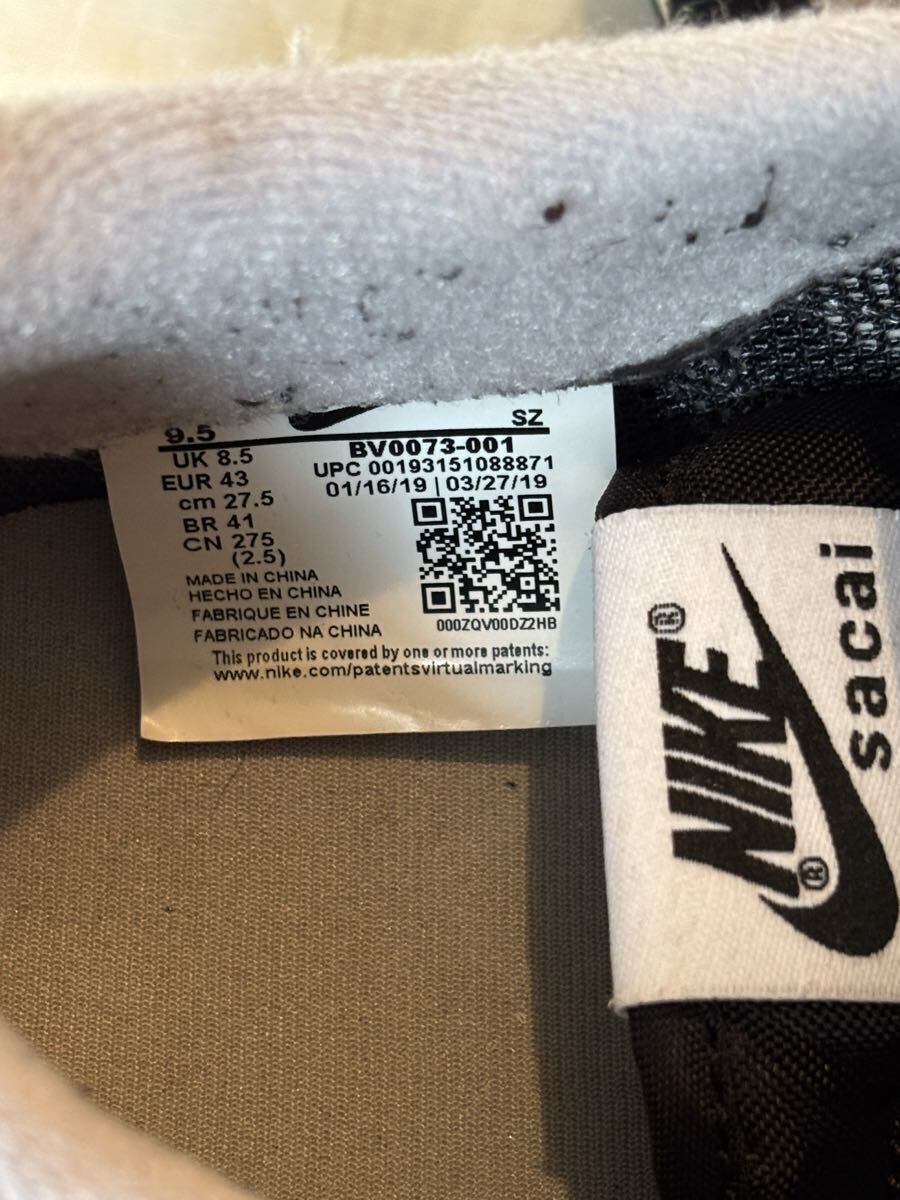 9.5
SZ
UK 8.5
EUR 43
cm 27.5
BR 41
CN 275
(2.5)
BV0073-001
UPC 00193151088871
01/16/19 | 03/27/19
000ZQV00DZ2HB
MADE IN CHINA
HECHO EN CHINA
FABRIQUE EN CHINE
FABRICADO NA CHINA
This product is covered by one or more patents:
www.nike.com/patentsvirtualmarking
NIKE®
®
sacai